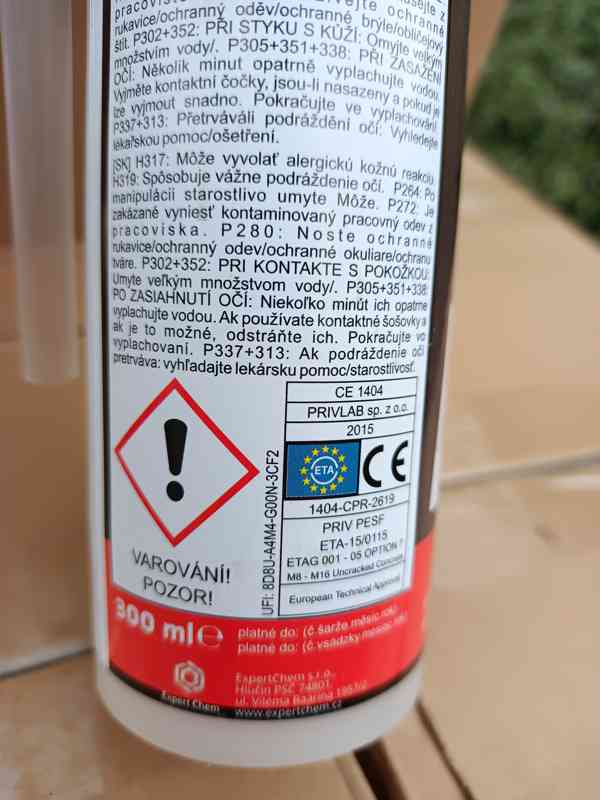 rukavice/ochranný oděv/ochranné brýle/obličejový
štít. P302+352: PŘI STYKU S KŮŽÍ: Omyjte velkým
množstvím vody/. P305+351+338: PŘI ZASAŽENÍ
OČÍ: Několik minut opatrně vyplachujte vodou.
Vyjměte kontaktní čočky, jsou-li nasazeny a pokud je
lze vyjmout snadno. Pokračujte ve vyplachování.
P337+313: Přetrvává podráždění očí: Vyhledejte
lékařskou pomoc/ošetření.
[SK] H317: Môže vyvolať alergickú kožnú reakciu
H319: Spôsobuje vážne podráždenie očí. P264: Po
manipulácii starostlivo umyte Môže. P272: Je
zakázané vyniesť kontaminovaný pracovný odev z
pracoviska. P280: Noste ochranné
rukavice/ochranný odev/ochranné okuliare/ochranu
tváre. P302+352: PRI KONTAKTE S POKOŽKOU:
Umyte veľkým množstvom vody/. P305+351+338:
PO ZASIAHNUTÍ OČÍ: Niekoľko minút ich opatrne
vyplachujte vodou. Ak používate kontaktné šošovky a
ak je to možné, odstráňte ich. Pokračujte vo
vyplachovaní. P337+313: Ak podráždenie očí
pretrváva: vyhľadajte lekársku pomoc/starostlivosť.
CE 1404
PRIVLAB sp. z o.o.
2015
ETA CE
1404-CPR-2619
PRIV PESF
ETA-15/0115
ETAG 001 - 05 OPTION 7
M8 - M16 Uncracked Concrete
European Technical Approval
UFI: 8D8U-A4M4-G00N-3CF2
VAROVÁNÍ!
POZOR!
300 ml ℮
platné do: (č šarže měsíc rok)
platné do: (č vsádzky mesiac rok)
Expert Chem
ExpertChem s.r.o.,
Hlučín PSČ 74801,
ul. Viléma Baarina 1957/2
www.expertchem.cz